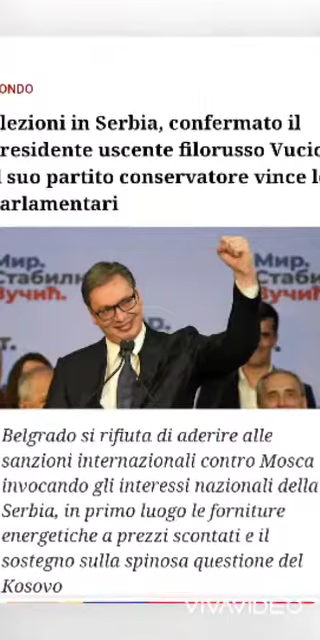 ONDO
lezioni in Serbia, confermato il
residente uscente filorusso Vucic
l suo partito conservatore vince le
arlamentari
Мир.
Стабилн
Вучић.
Мир.
Стаби
Вучић.
Belgrado si rifiuta di aderire alle
sanzioni internazionali contro Mosca
invocando gli interessi nazionali della
Serbia, in primo luogo le forniture
energetiche a prezzi scontati e il
sostegno sulla spinosa questione del
Kosovo
VIVAVIDEO